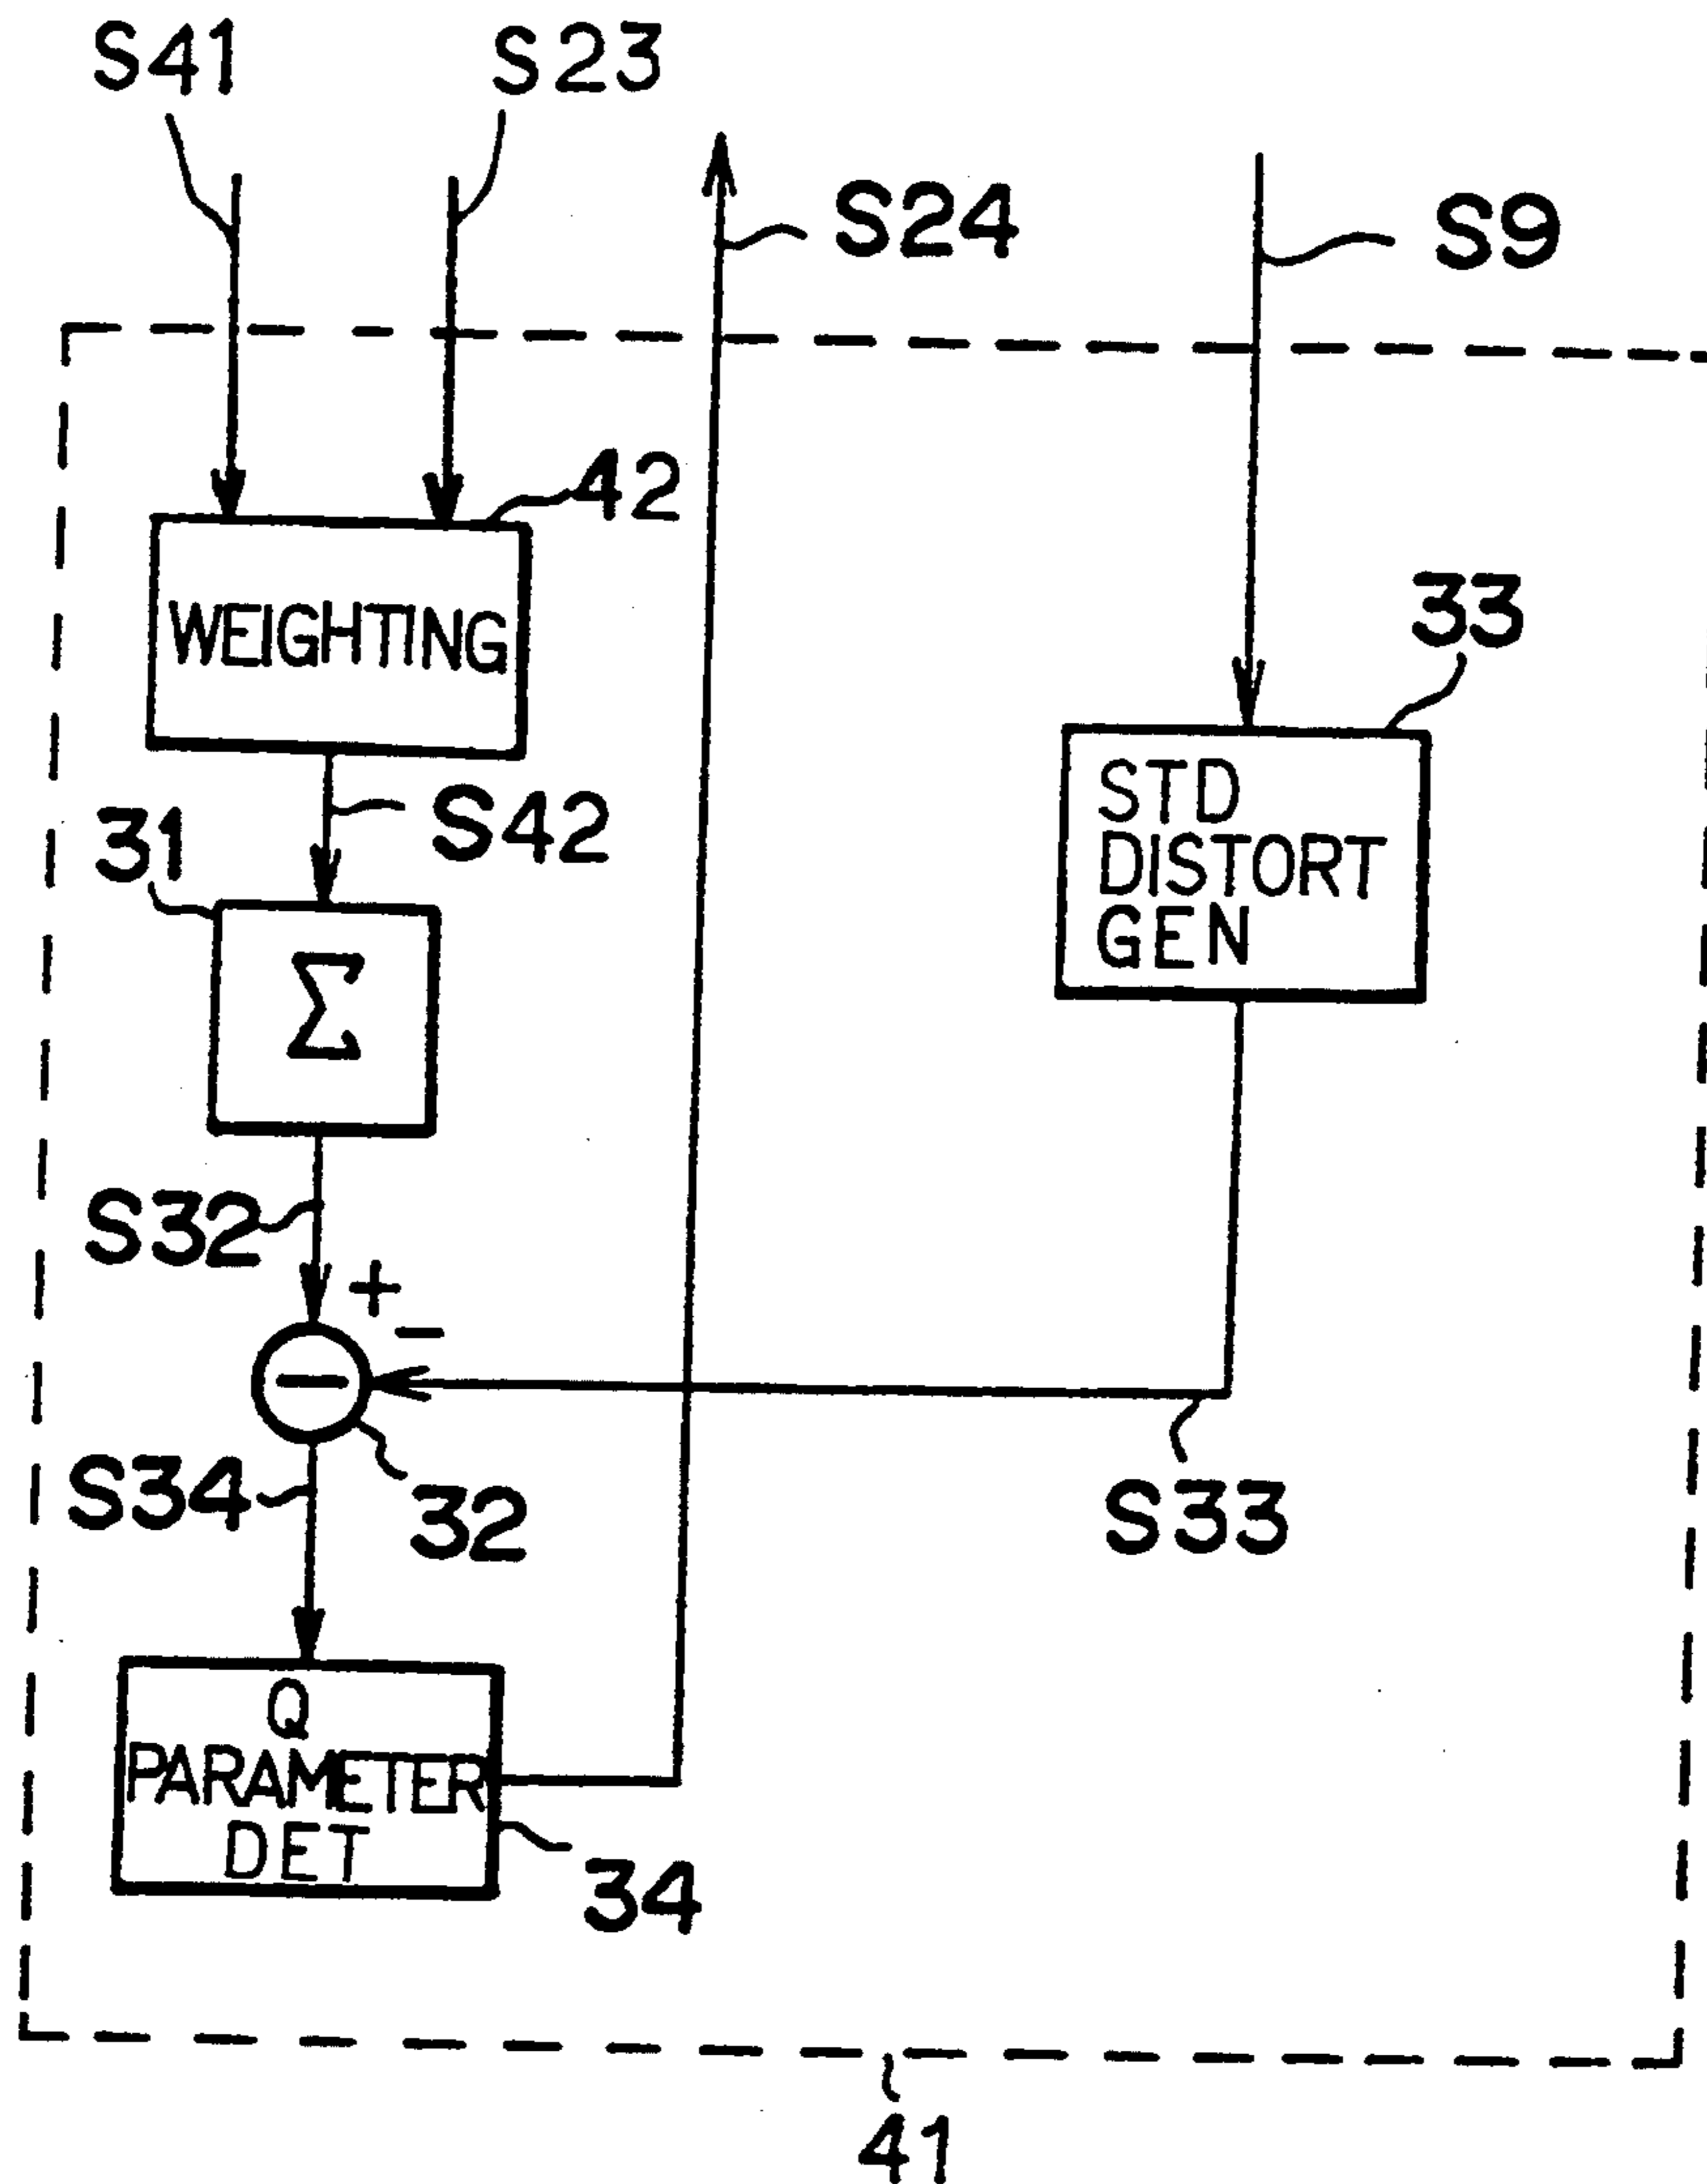 S41
S23
S24
S9
42
WEIGHTING
33
STD
DISTORT
GEN
S42
31
Σ
S32
+
−
−
S34
32
S33
Q
PARAMETER
DET
34
41